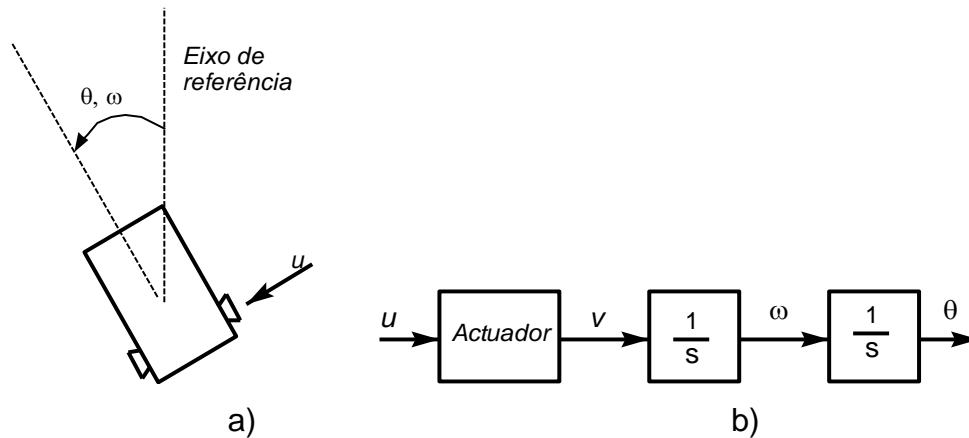 Eixo de
referência
θ, ω
u
u
Actuador
v
1
s
ω
1
s
θ
a)
b)